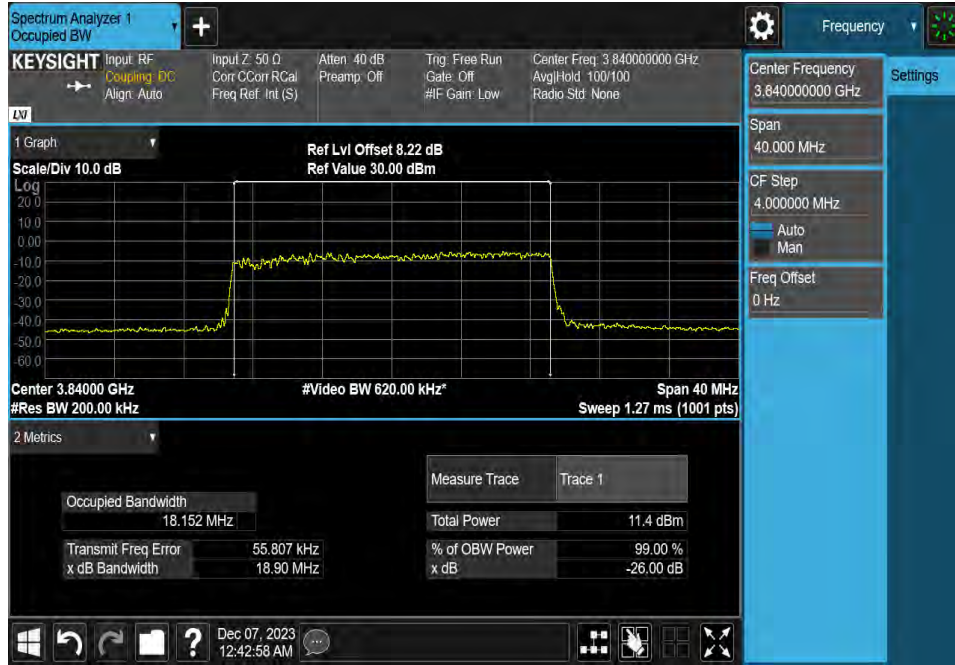 Spectrum Analyzer 1
Occupied BW
+
Frequency
KEYSIGHT
Input: RF
Coupling: DC
Align: Auto
Input Z: 50 Ω
Corr CCorr RCal
Freq Ref: Int (S)
Atten: 40 dB
Preamp: Off
Trig: Free Run
Gate: Off
#IF Gain: Low
Center Freq: 3.840000000 GHz
Avg|Hold: 100/100
Radio Std: None
LXI
Center Frequency
3.840000000 GHz
Settings
Span
40.000 MHz
CF Step
4.000000 MHz
Auto
Man
Freq Offset
0 Hz
1 Graph
Scale/Div 10.0 dB
Ref Lvl Offset 8.22 dB
Ref Value 30.00 dBm
Log
20.0
10.0
0.00
-10.0
-20.0
-30.0
-40.0
-50.0
-60.0
Center 3.84000 GHz
#Video BW 620.00 kHz*
Span 40 MHz
#Res BW 200.00 kHz
Sweep 1.27 ms (1001 pts)
2 Metrics
Measure Trace
Trace 1
Occupied Bandwidth
18.152 MHz
Total Power
11.4 dBm
Transmit Freq Error
55.807 kHz
% of OBW Power
99.00 %
x dB Bandwidth
18.90 MHz
x dB
-26.00 dB
?
Dec 07, 2023
12:42:58 AM